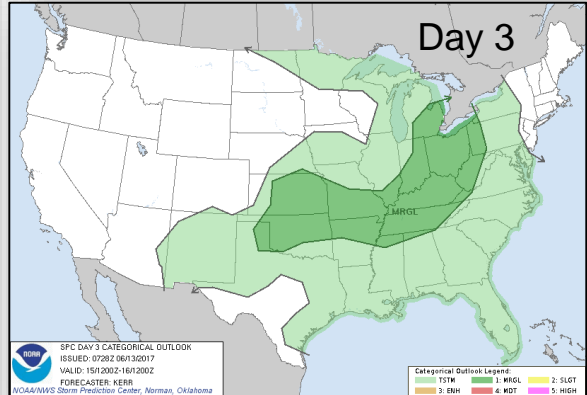 Day 3
MRGL
NOAA
SPC DAY 3 CATEGORICAL OUTLOOK
ISSUED: 0728Z 06/13/2017
VALID: 15/1200Z-16/1200Z
FORECASTER: KERR
NOAA/NWS Storm Prediction Center, Norman, Oklahoma
Categorical Outlook Legend:
TSTM 1: MRGL 2: SLGT
3: ENH 4: MDT 5: HIGH